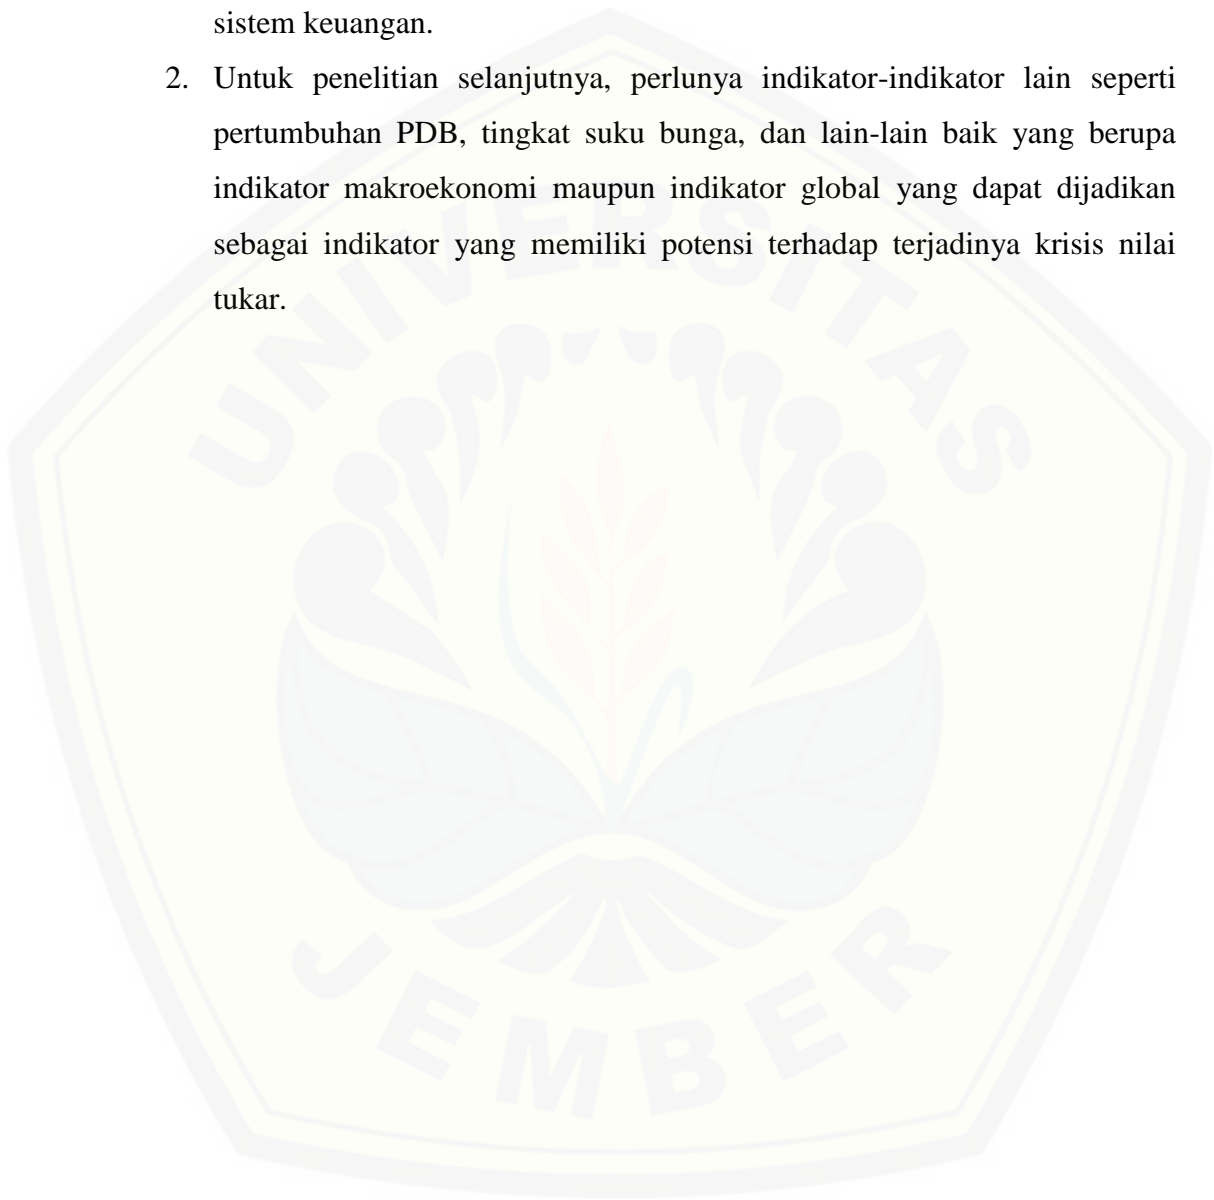 sistem keuangan.
2. Untuk penelitian selanjutnya, perlunya indikator-indikator lain seperti
pertumbuhan PDB, tingkat suku bunga, dan lain-lain baik yang berupa
indikator makroekonomi maupun indikator global yang dapat dijadikan
sebagai indikator yang memiliki potensi terhadap terjadinya krisis nilai
tukar.
UNIVERSITAS
JEMBER